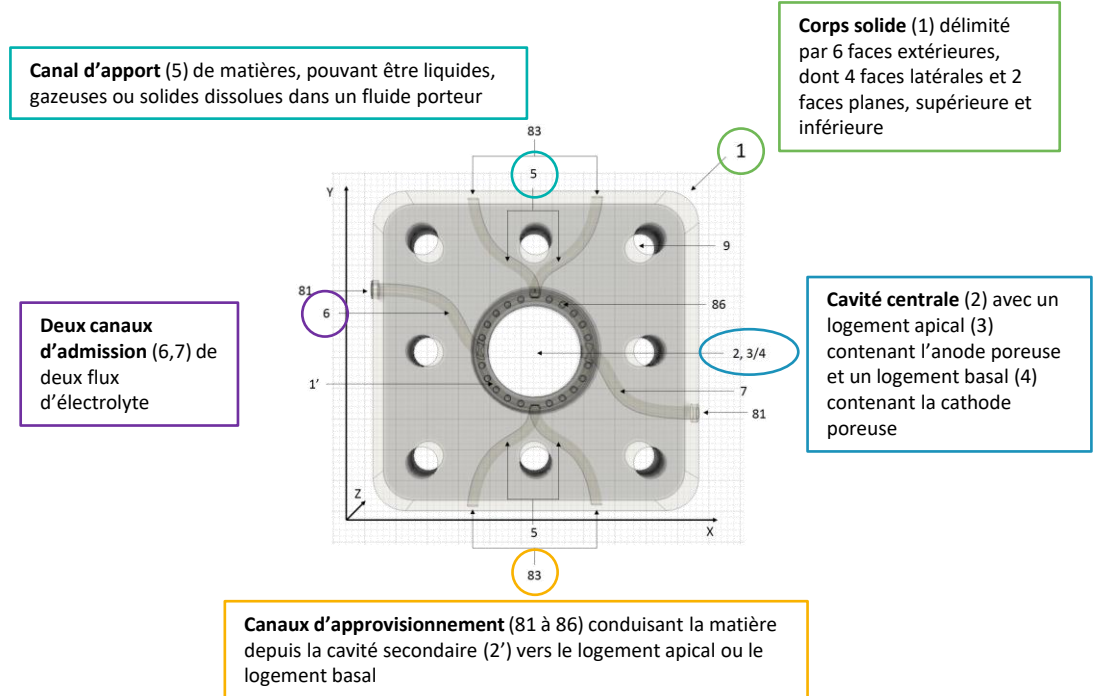 Corps solide (1) délimité
par 6 faces extérieures,
dont 4 faces latérales et 2
faces planes, supérieure et
inférieure
Canal d’apport (5) de matières, pouvant être liquides,
gazeuses ou solides dissolues dans un fluide porteur
83
1
5
Y
9
81
6
86
Deux canaux
d’admission (6,7) de
deux flux
d’électrolyte
2, 3/4
Cavité centrale (2) avec un
logement apical (3)
contenant l’anode poreuse
et un logement basal (4)
contenant la cathode
poreuse
1’
7
81
Z
X
5
83
Canaux d’approvisionnement (81 à 86) conduisant la matière
depuis la cavité secondaire (2’) vers le logement apical ou le
logement basal